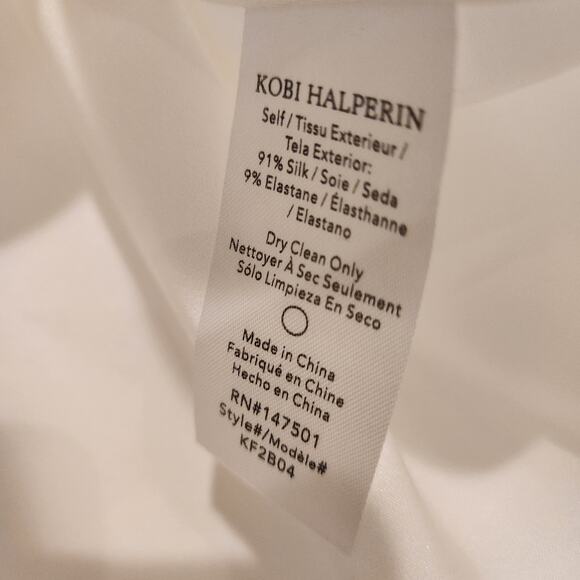 KOBI HALPERIN
Self / Tissu Exterieur /
Tela Exterior:
91% Silk / Soie / Seda
9% Elastane / Élasthanne
/ Elastano
Dry Clean Only
Nettoyer À Sec Seulement
Sólo Limpieza En Seco
Made in China
Fabriqué en Chine
Hecho en China
RN#147501
Style#/Modèle#
KF2B04